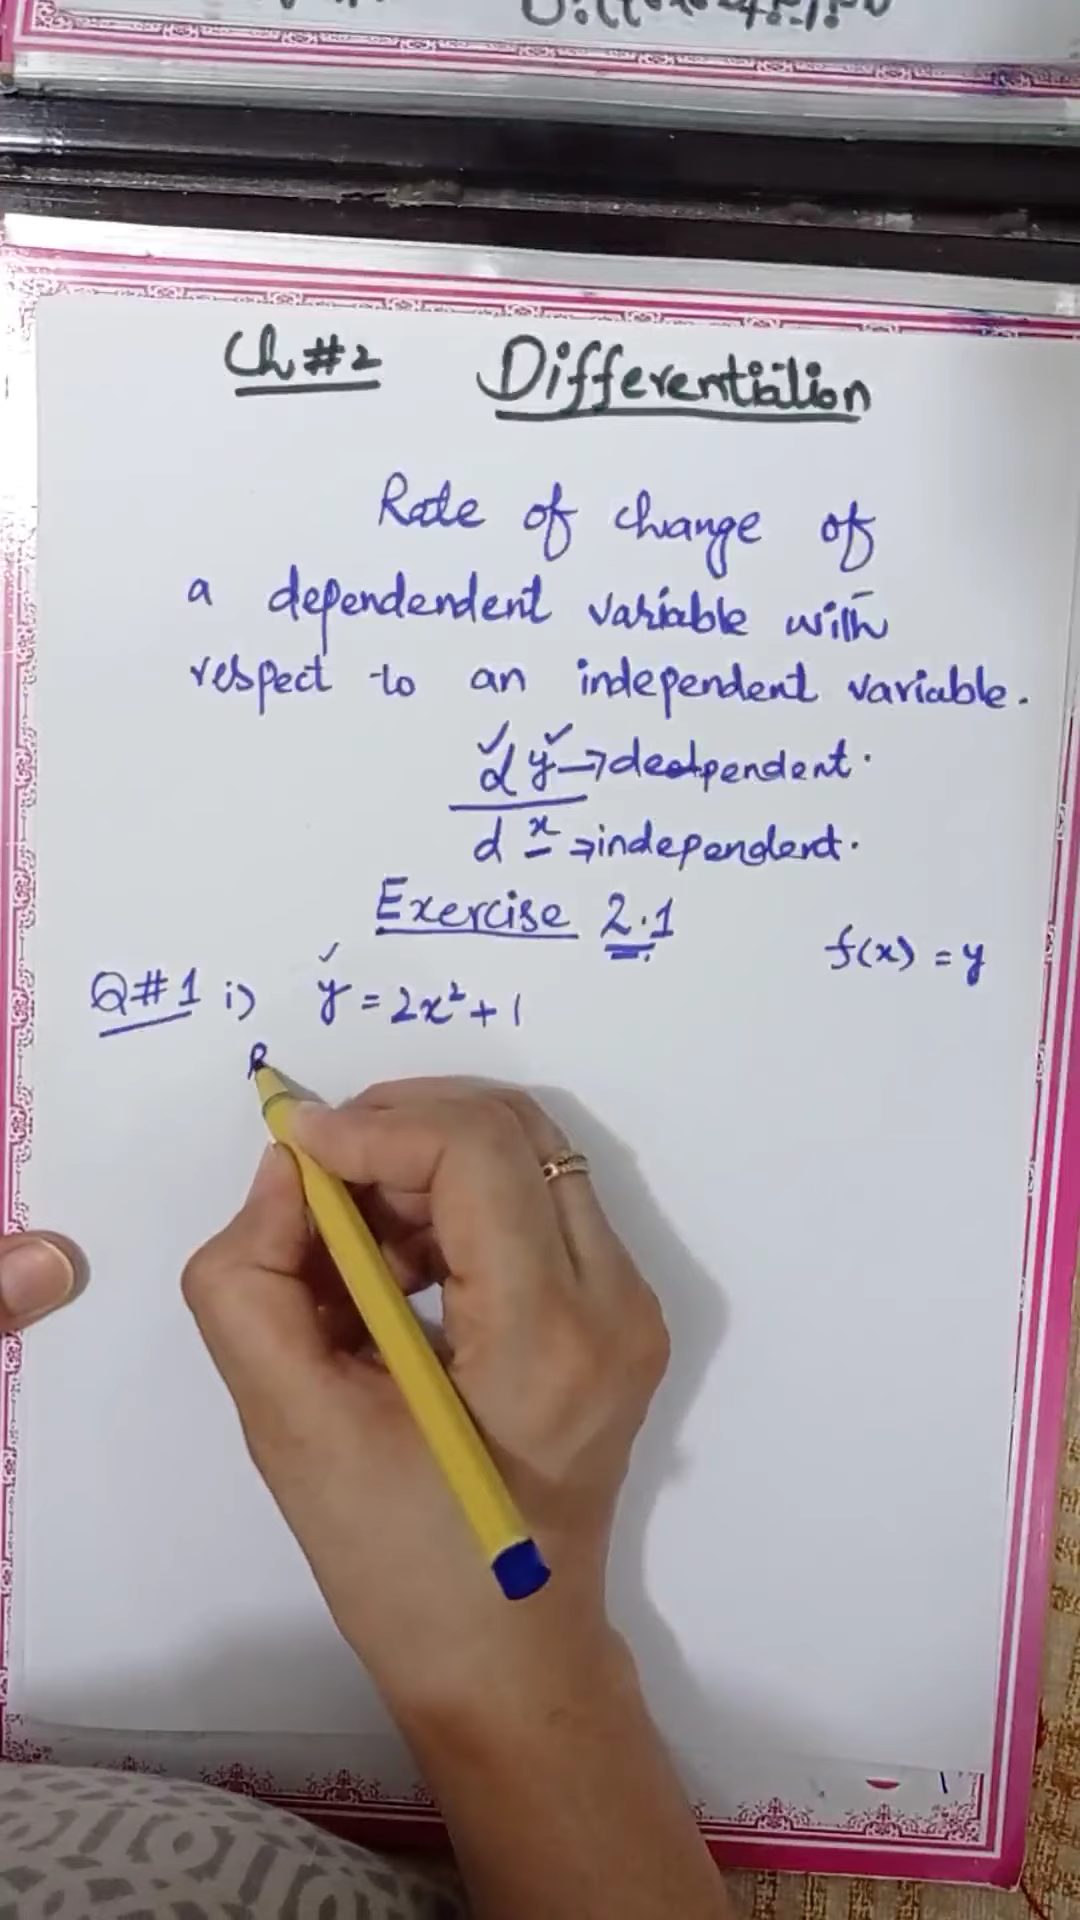 Ch #2 Differentiation
Rate of change of
a dependendent variable with
respect to an independent variable.
dy → dedpendent.
dx → independent.
Exercise 2.1
f(x) = y
Q#1 i) y = 2x² + 1